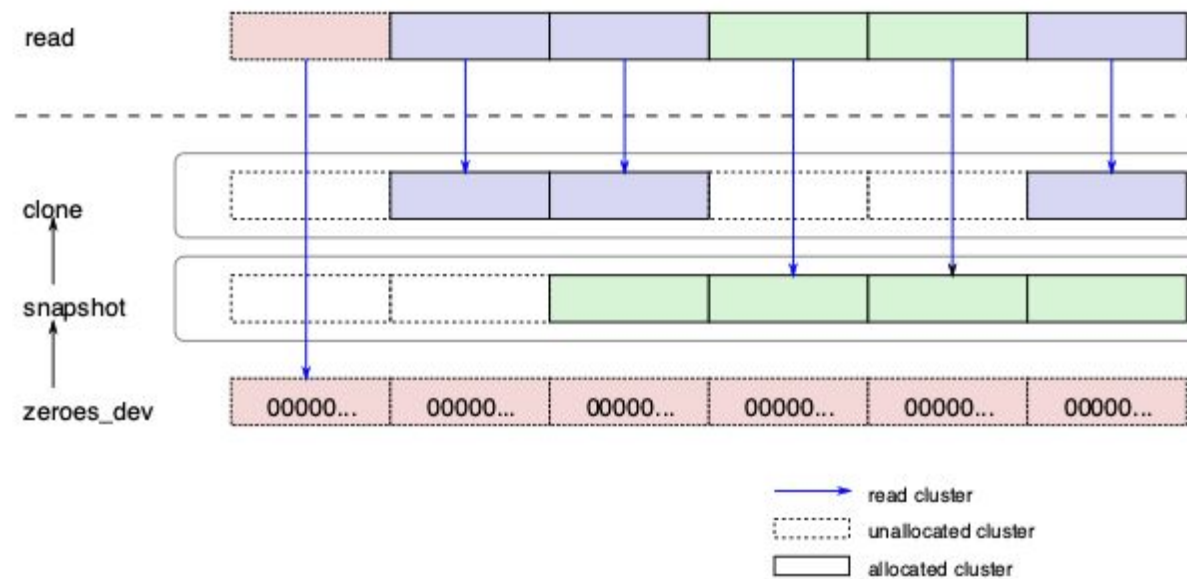 read
clone
snapshot
zeroes_dev
00000... 00000... 00000... 00000... 00000... 00000...
read cluster
unallocated cluster
allocated cluster